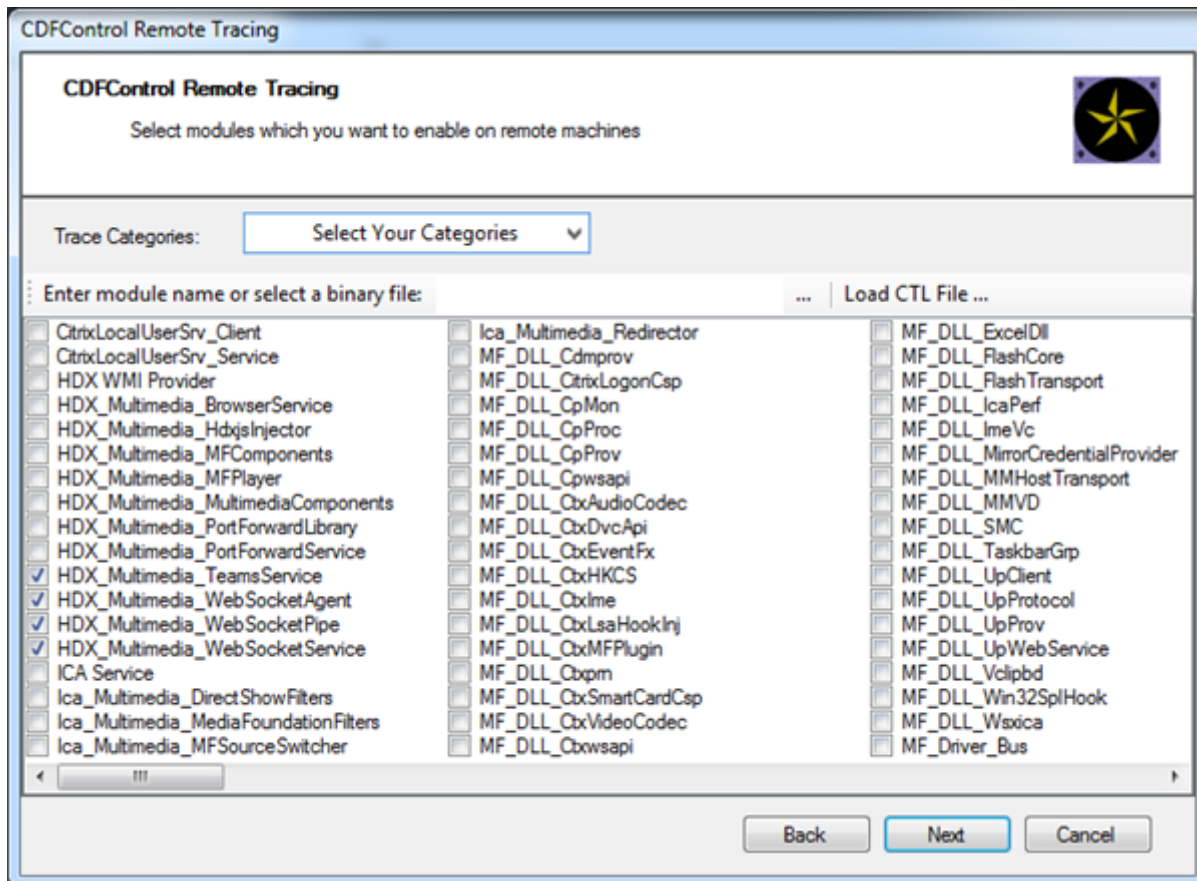 CDFControl Remote Tracing
CDFControl Remote Tracing
Select modules which you want to enable on remote machines
Trace Categories:
Select Your Categories
Enter module name or select a binary file:
...
Load CTL File ...
CitrixLocalUserSrv_Client
CitrixLocalUserSrv_Service
HDX WMI Provider
HDX_Multimedia_BrowserService
HDX_Multimedia_HdxjsInjector
HDX_Multimedia_MFComponents
HDX_Multimedia_MFPlayer
HDX_Multimedia_MultimediaComponents
HDX_Multimedia_PortForwardLibrary
HDX_Multimedia_PortForwardService
HDX_Multimedia_TeamsService
HDX_Multimedia_WebSocketAgent
HDX_Multimedia_WebSocketPipe
HDX_Multimedia_WebSocketService
ICA Service
Ica_Multimedia_DirectShowFilters
Ica_Multimedia_MediaFoundationFilters
Ica_Multimedia_MFSourceSwitcher
Ica_Multimedia_Redirector
MF_DLL_Cdmprov
MF_DLL_CitrixLogonCsp
MF_DLL_CpMon
MF_DLL_CpProc
MF_DLL_CpProv
MF_DLL_Cpwsapi
MF_DLL_CtxAudioCodec
MF_DLL_CtxDvcApi
MF_DLL_CtxEventFx
MF_DLL_CtxHKCS
MF_DLL_CtxIme
MF_DLL_CtxLsaHookInj
MF_DLL_CtxMFPlugin
MF_DLL_Ctxprn
MF_DLL_CtxSmartCardCsp
MF_DLL_CtxVideoCodec
MF_DLL_Ctxwsapi
MF_DLL_ExcelDll
MF_DLL_FlashCore
MF_DLL_FlashTransport
MF_DLL_IcaPerf
MF_DLL_ImeVc
MF_DLL_MirrorCredentialProvider
MF_DLL_MMHostTransport
MF_DLL_MMVD
MF_DLL_SMC
MF_DLL_TaskbarGrp
MF_DLL_UpClient
MF_DLL_UpProtocol
MF_DLL_UpProv
MF_DLL_UpWebService
MF_DLL_Vclipbd
MF_DLL_Win32SplHook
MF_DLL_Wsxica
MF_Driver_Bus
Back
Next
Cancel